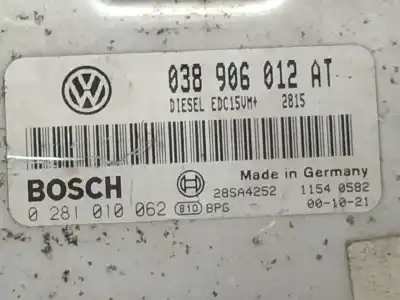 038 906 012 AT
DIESEL EDC15VM+ 2815
BOSCH
Made in Germany
28SA4252 1154 0582
0 281 010 062 810 BPG 00-10-21